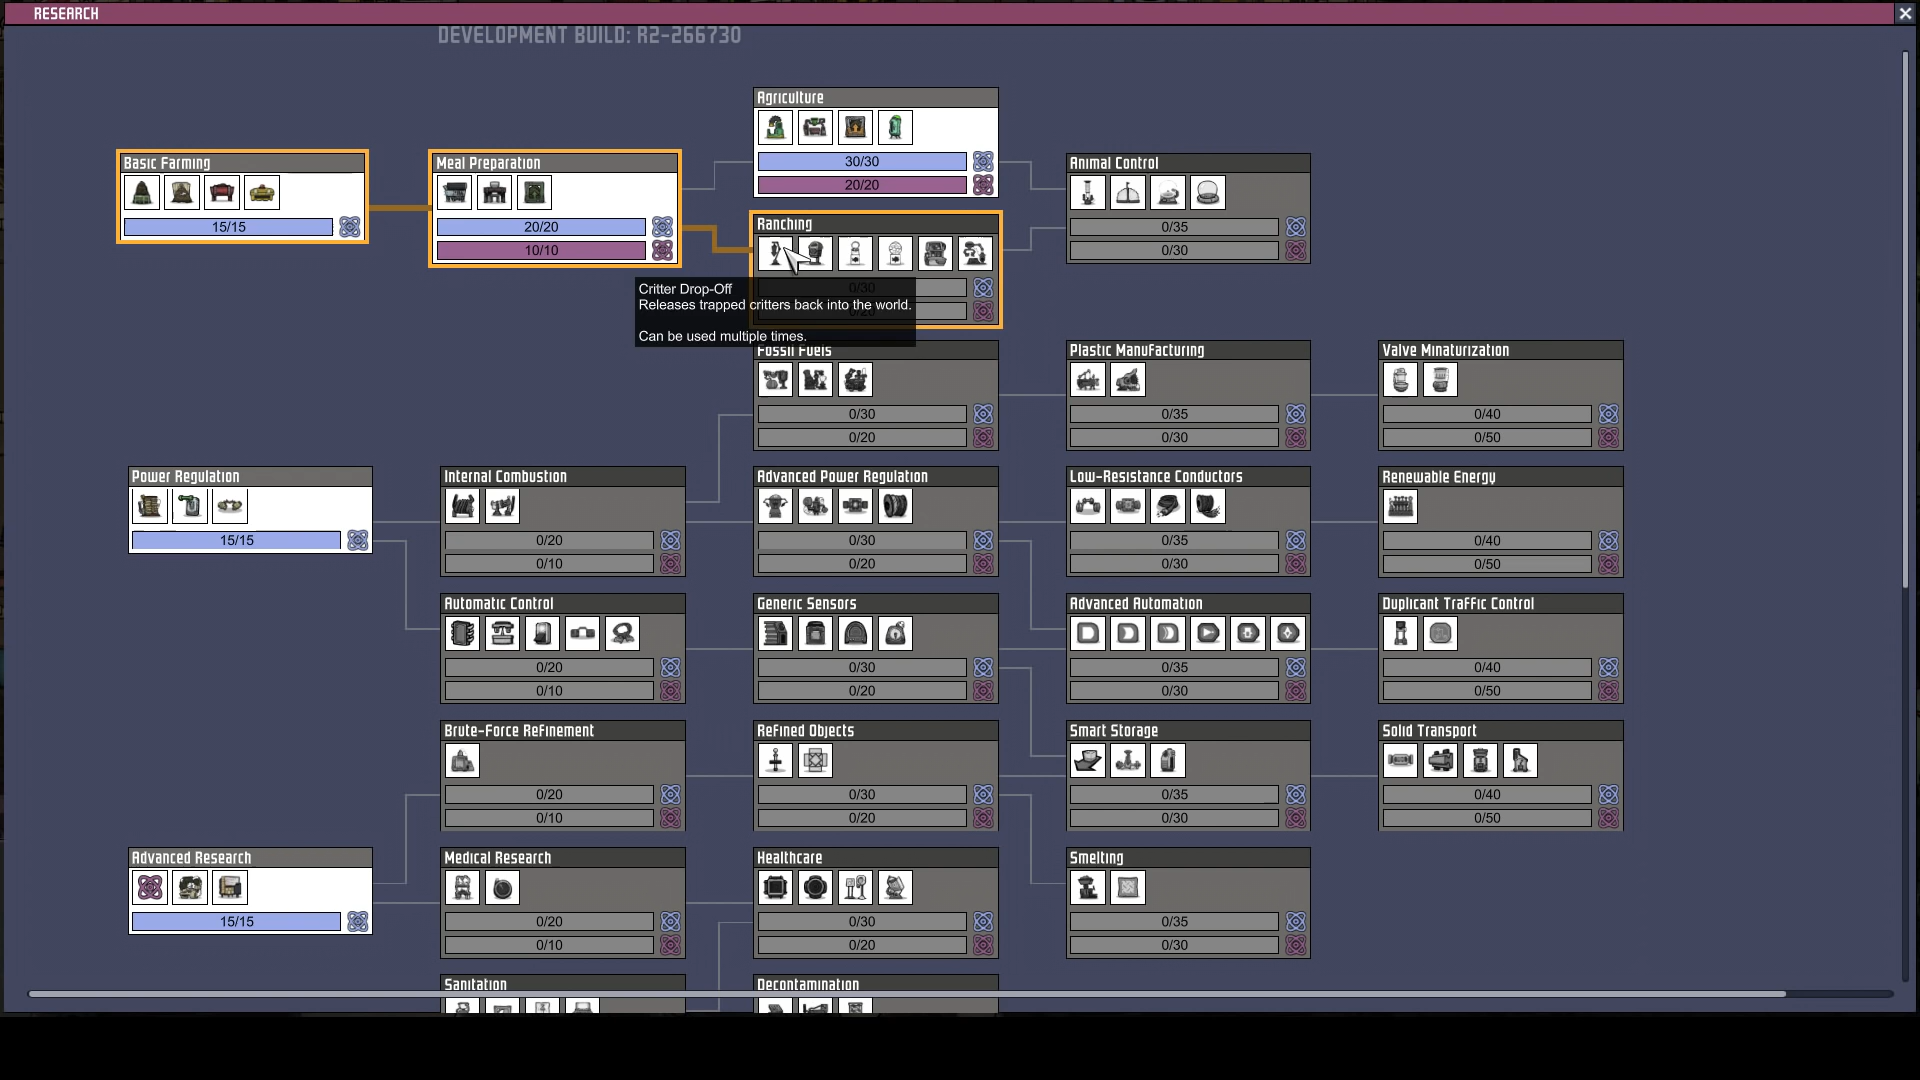 RESEARCH
DEVELOPMENT BUILD: R2-266730
Agriculture
30/30
20/20
Basic Farming
15/15
Meal Preparation
20/20
10/10
Ranching
0/30
0/20
Animal Control
0/35
0/30
Critter Drop-Off
Releases trapped critters back into the world.
Can be used multiple times.
Fossil Fuels
0/30
0/20
Plastic Manufacturing
0/35
0/30
Valve Minaturization
0/40
0/50
Power Regulation
15/15
Internal Combustion
0/20
0/10
Advanced Power Regulation
0/30
0/20
Low-Resistance Conductors
0/35
0/30
Renewable Energy
0/40
0/50
Automatic Control
0/20
0/10
Generic Sensors
0/30
0/20
Advanced Automation
0/35
0/30
Duplicant Traffic Control
0/40
0/50
Brute-Force Refinement
0/20
0/10
Refined Objects
0/30
0/20
Smart Storage
0/35
0/30
Solid Transport
0/40
0/50
Advanced Research
15/15
Medical Research
0/20
0/10
Healthcare
0/30
0/20
Smelting
0/35
0/30
Sanitation
Decontamination